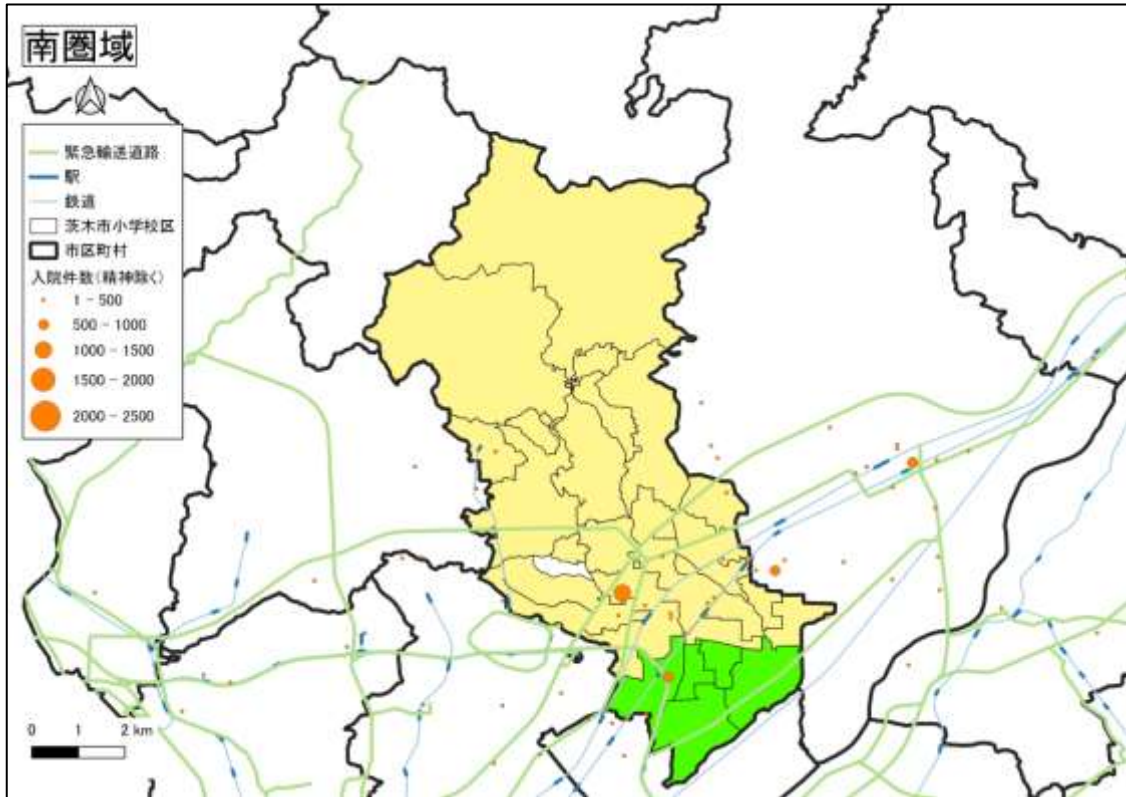 南圏域
緊急輸送道路
駅
鉄道
茨木市小学校区
市区町村
入院件数(精神除く)
1 - 500
500 - 1000
1000 - 1500
1500 - 2000
2000 - 2500
0 1 2 km